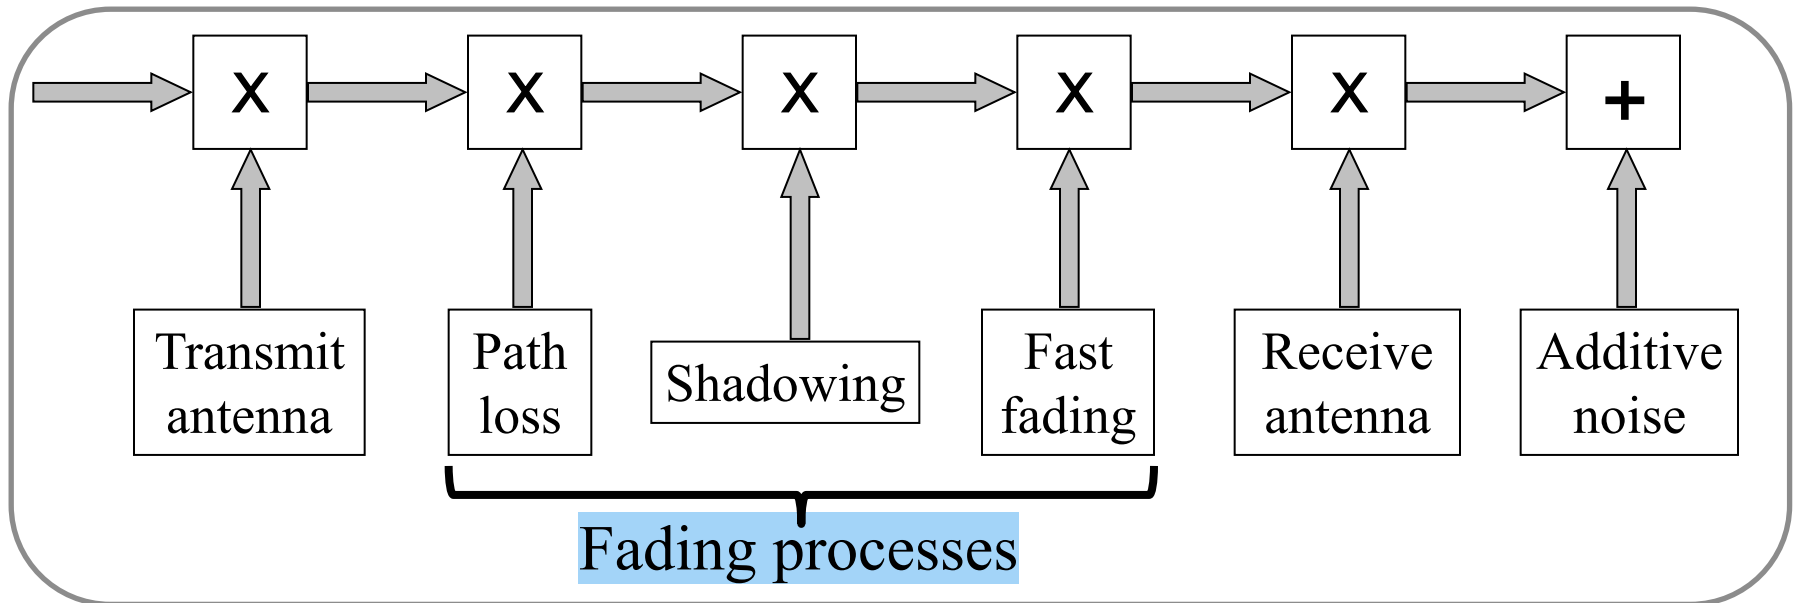 X X X X X +
Transmit
antenna
Path
loss
Shadowing
Fast
fading
Receive
antenna
Additive
noise
Fading processes